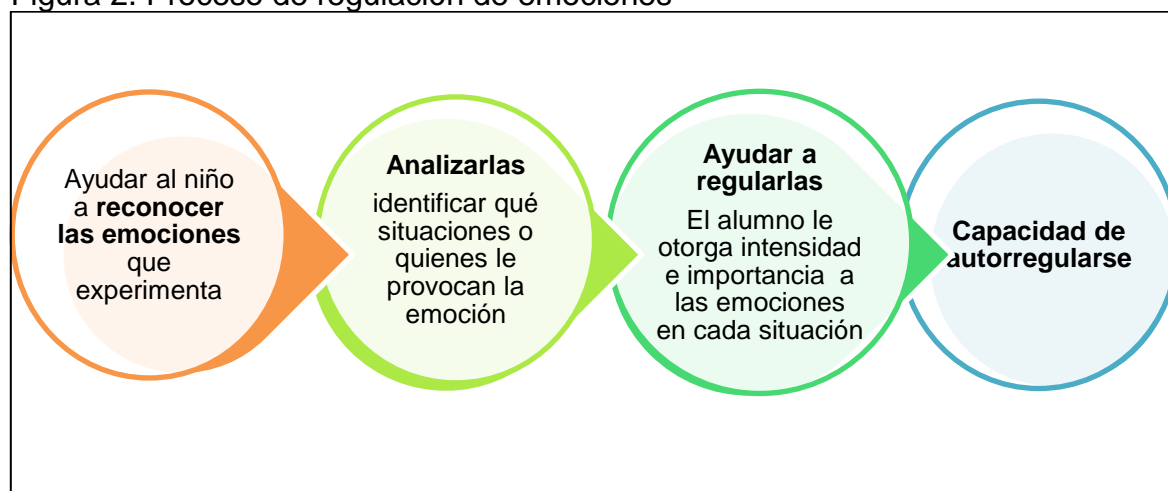 Figura 2. Proceso de regulación de emociones
Ayudar al niño
a reconocer
las emociones
que
experimenta
Analizarlas
identificar qué
situaciones o
quienes le
provocan la
emoción
Ayudar a
regularlas
El alumno le
otorga intensidad
e importancia a
las emociones
en cada situación
Capacidad de
autorregularse